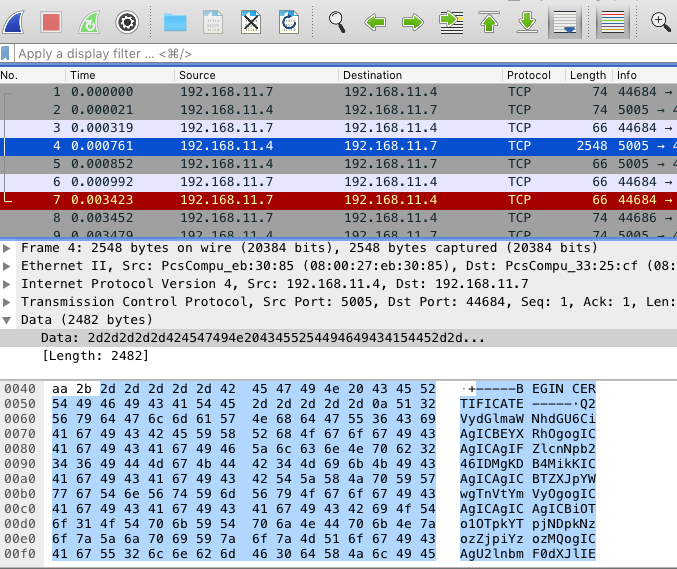 Apply a display filter ... <⌘/>
No. Time Source Destination Protocol Length Info
1 0.000000 192.168.11.7 192.168.11.4 TCP 74 44684 →
2 0.000021 192.168.11.4 192.168.11.7 TCP 74 5005 → 4
3 0.000319 192.168.11.7 192.168.11.4 TCP 66 44684 →
4 0.000761 192.168.11.4 192.168.11.7 TCP 2548 5005 → 4
5 0.000852 192.168.11.4 192.168.11.7 TCP 66 5005 → 4
6 0.000992 192.168.11.7 192.168.11.4 TCP 66 44684 →
7 0.003423 192.168.11.7 192.168.11.4 TCP 66 44684 →
8 0.003452 192.168.11.7 192.168.11.4 TCP 74 44686 →
9 0.003479 192.168.11.4 192.168.11.7 TCP 74 5005 → 4
Frame 4: 2548 bytes on wire (20384 bits), 2548 bytes captured (20384 bits)
Ethernet II, Src: PcsCompu_eb:30:85 (08:00:27:eb:30:85), Dst: PcsCompu_33:25:cf (08:
Internet Protocol Version 4, Src: 192.168.11.4, Dst: 192.168.11.7
Transmission Control Protocol, Src Port: 5005, Dst Port: 44684, Seq: 1, Ack: 1, Len:
Data (2482 bytes)
Data: 2d2d2d2d2d424547494e204345525449464943415445​2d2d...
[Length: 2482]
0040 aa 2b 2d 2d 2d 2d 2d 42 45 47 49 4e 20 43 45 52 ·+-----B EGIN CER
0050 54 49 46 49 43 41 54 45 2d 2d 2d 2d 2d 0a 51 32 TIFICATE -----·Q2
0060 56 79 64 47 6c 6d 61 57 4e 68 64 47 55 36 43 69 VydGlmaW NhdGU6Ci
0070 41 67 49 43 42 45 59 58 52 68 4f 67 6f 67 49 43 AgICBEYX RhOgogIC
0080 41 67 49 43 41 67 49 46 5a 6c 63 6e 4e 70 62 32 AgICAgIF ZlcnNpb2
0090 34 36 49 44 4d 67 4b 44 42 34 4d 69 6b 4b 49 43 46IDMgKD B4MikKIC
00a0 41 67 49 43 41 67 49 43 42 54 5a 58 4a 70 59 57 AgICAgIC BTZXJpYW
00b0 77 67 54 6e 56 74 59 6d 56 79 4f 67 6f 67 49 43 wgTnVtYm VyOgogIC
00c0 41 67 49 43 41 67 49 43 41 67 49 43 42 69 4f 54 AgICAgIC AgICBiOT
00d0 6f 31 4f 54 70 6b 59 54 70 6a 4e 44 70 6b 4e 7a o1OTpkYT pjNDpkNz
00e0 6f 7a 5a 6a 70 69 59 7a 6f 7a 4d 51 6f 67 49 43 ozZjpiYz ozMQogIC
00f0 41 67 55 32 6c 6e 62 6d 46 30 64 58 4a 6c 49 45 AgU2lnbm F0dXJlIE